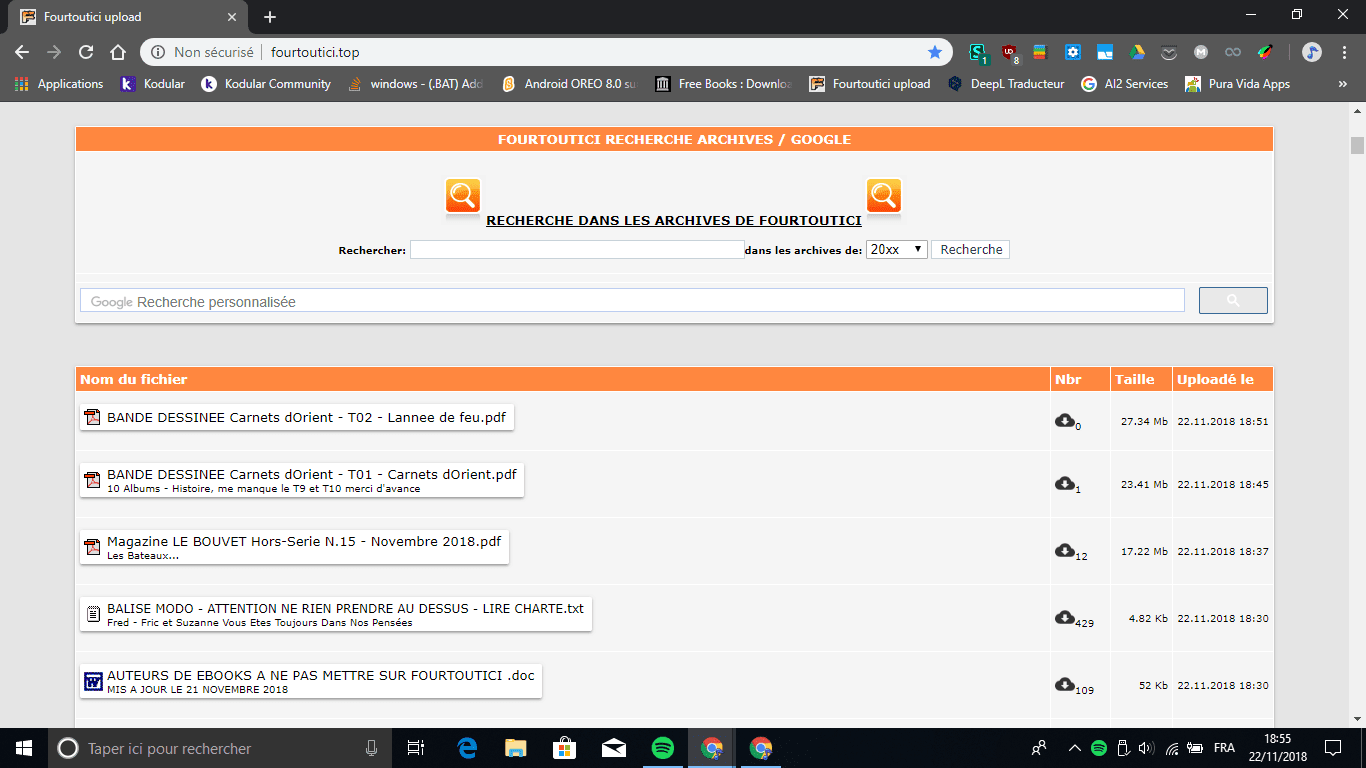 Fourtoutici upload
Non sécurisé
fourtoutici.top
1
8
Applications
Kodular
Kodular Community
windows - (.BAT) Add
Android OREO 8.0 su
Free Books : Downloa
Fourtoutici upload
DeepL Traducteur
AI2 Services
Pura Vida Apps
»
FOURTOUTICI RECHERCHE ARCHIVES / GOOGLE
RECHERCHE DANS LES ARCHIVES DE FOURTOUTICI
Rechercher: dans les archives de: 20xx Recherche
Google Recherche personnalisée
Nom du fichier Nbr Taille Uploadé le
BANDE DESSINEE Carnets dOrient - T02 - Lannee de feu.pdf
0 27.34 Mb 22.11.2018 18:51
BANDE DESSINEE Carnets dOrient - T01 - Carnets dOrient.pdf
10 Albums - Histoire, me manque le T9 et T10 merci d'avance
1 23.41 Mb 22.11.2018 18:45
Magazine LE BOUVET Hors-Serie N.15 - Novembre 2018.pdf
Les Bateaux...
12 17.22 Mb 22.11.2018 18:37
BALISE MODO - ATTENTION NE RIEN PRENDRE AU DESSUS - LIRE CHARTE.txt
Fred - Fric et Suzanne Vous Etes Toujours Dans Nos Pensées
429 4.82 Kb 22.11.2018 18:30
AUTEURS DE EBOOKS A NE PAS METTRE SUR FOURTOUTICI .doc
MIS A JOUR LE 21 NOVEMBRE 2018
109 52 Kb 22.11.2018 18:30
Taper ici pour rechercher
FRA
18:55
22/11/2018